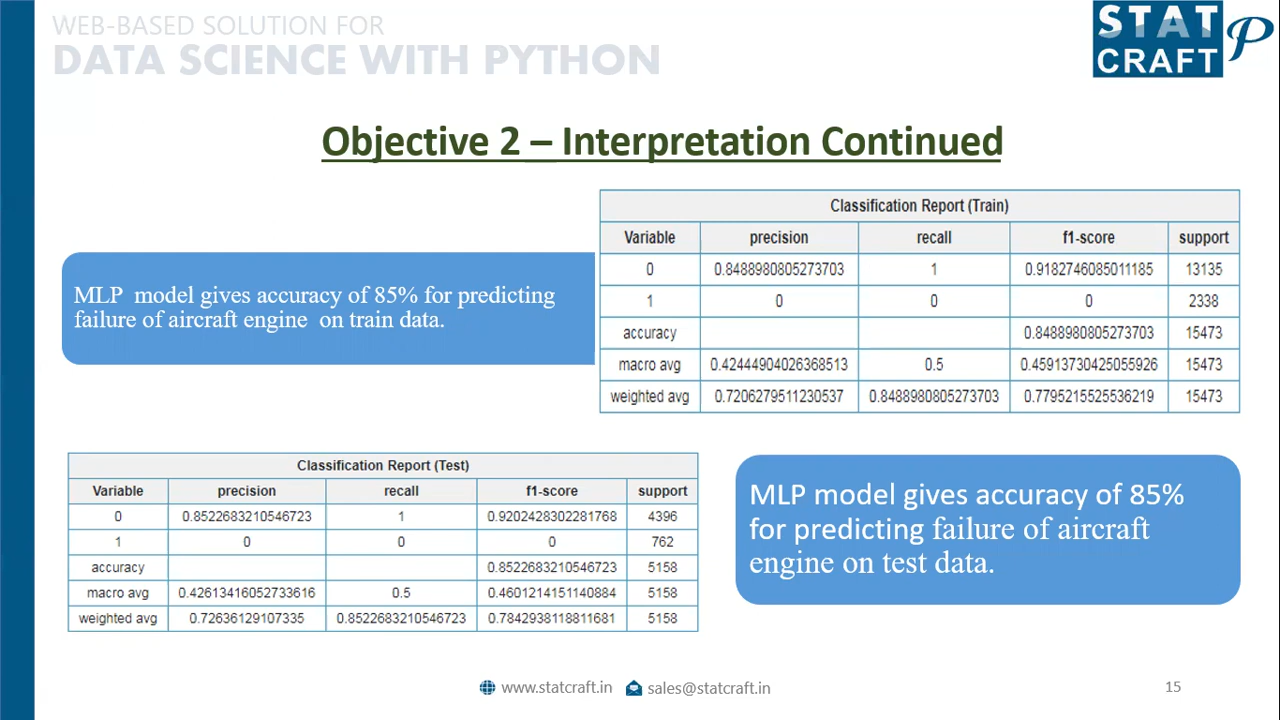 WEB-BASED SOLUTION FOR
DATA SCIENCE WITH PYTHON
STAT
CRAFT
P
Objective 2 – Interpretation Continued
Classification Report (Train)
Variable precision recall f1-score support
0 0.8488980805273703 1 0.9182746085011185 13135
1 0 0 0 2338
accuracy 0.8488980805273703 15473
macro avg 0.42444904026368513 0.5 0.45913730425055926 15473
weighted avg 0.7206279511230537 0.8488980805273703 0.7795215525536219 15473
MLP model gives accuracy of 85% for predicting
failure of aircraft engine on train data.
Classification Report (Test)
Variable precision recall f1-score support
0 0.8522683210546723 1 0.9202428302281768 4396
1 0 0 0 762
accuracy 0.8522683210546723 5158
macro avg 0.42613416052733616 0.5 0.4601214151140884 5158
weighted avg 0.72636129107335 0.8522683210546723 0.7842938118811681 5158
MLP model gives accuracy of 85%
for predicting failure of aircraft
engine on test data.
www.statcraft.in sales@statcraft.in 15